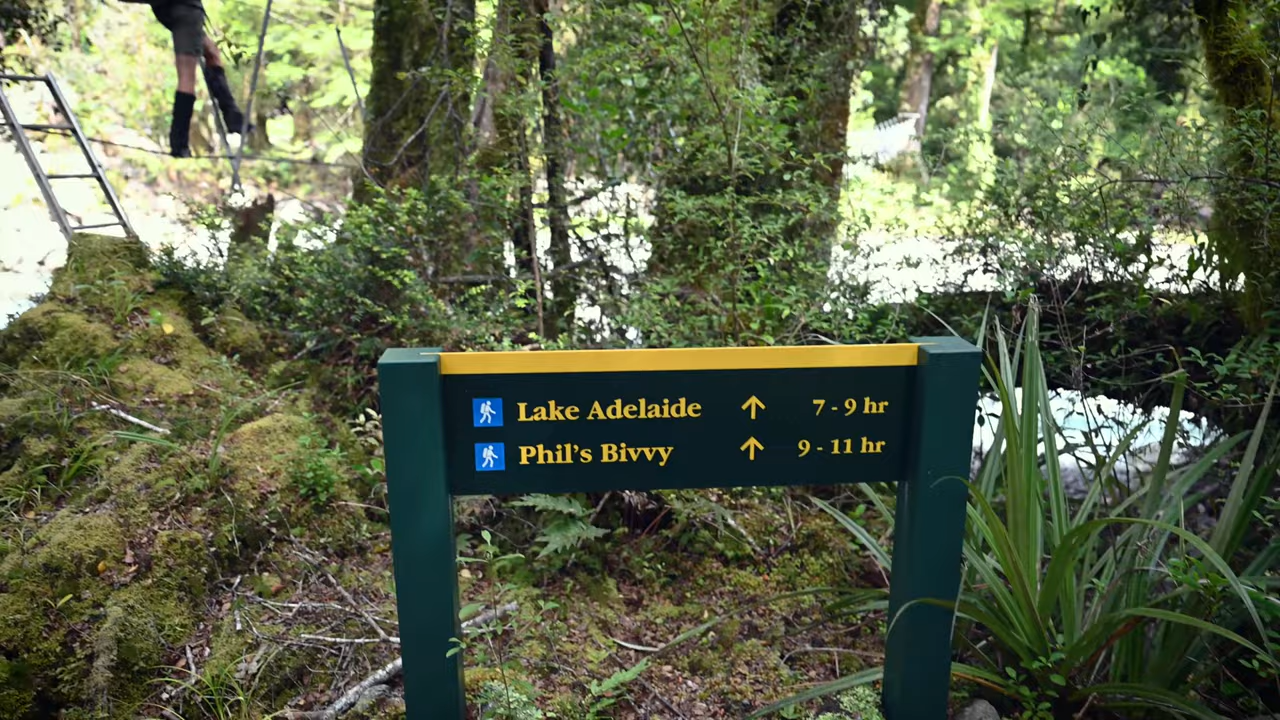 Lake Adelaide ↑ 7 - 9 hr
Phil's Bivvy ↑ 9 - 11 hr